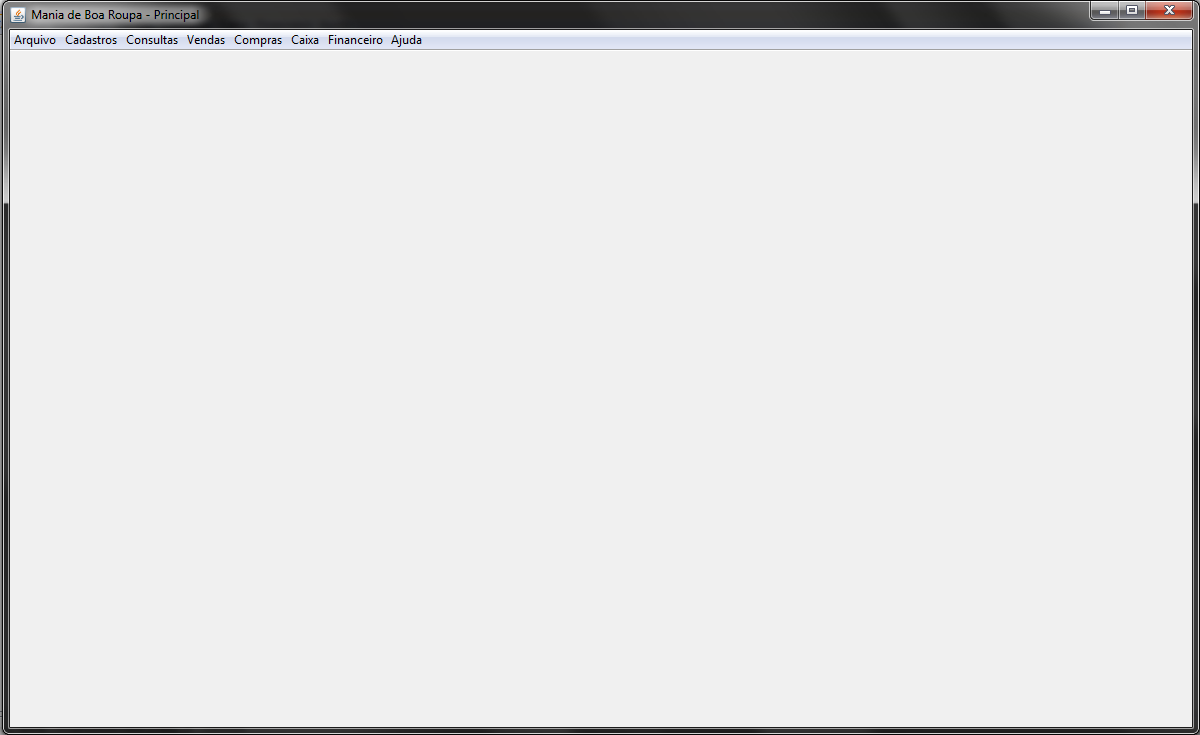 Mania de Boa Roupa - Principal
Arquivo Cadastros Consultas Vendas Compras Caixa Financeiro Ajuda